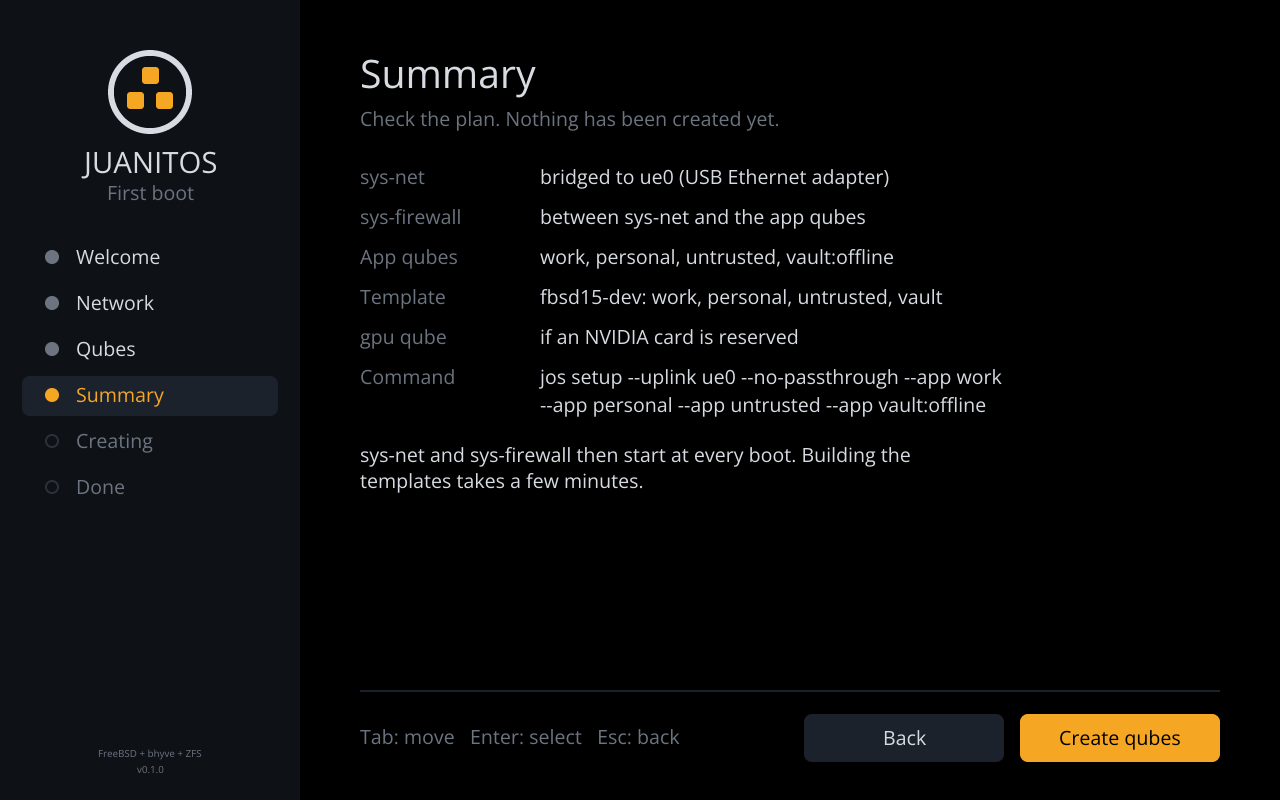 JUANITOS
First boot
Welcome
Network
Qubes
Summary
Creating
Done
FreeBSD + bhyve + ZFS
v0.1.0
Summary
Check the plan. Nothing has been created yet.
sys-net bridged to ue0 (USB Ethernet adapter)
sys-firewall between sys-net and the app qubes
App qubes work, personal, untrusted, vault:offline
Template fbsd15-dev: work, personal, untrusted, vault
gpu qube if an NVIDIA card is reserved
Command jos setup --uplink ue0 --no-passthrough --app work
--app personal --app untrusted --app vault:offline
sys-net and sys-firewall then start at every boot. Building the
templates takes a few minutes.
Tab: move Enter: select Esc: back
Back
Create qubes